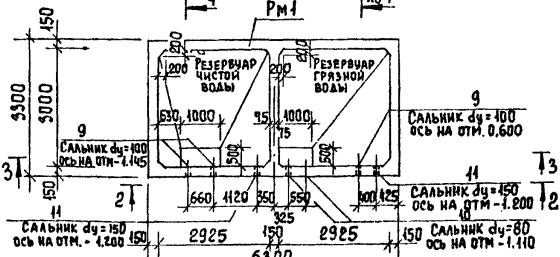 Рм1
150
3300
3000
150
200
200
РЕЗЕРВУАР
ЧИСТОЙ
ВОДЫ
200
200
РЕЗЕРВУАР
ГРЯЗНОЙ
ВОДЫ
630
1000
95
75
1000
500
500
9
САЛЬНИК dу=100
ОСЬ НА ОТМ-1.145
9
САЛЬНИК dу=100
ОСЬ НА ОТМ. 0,600
3
3
2
2
660
1120
350
550
400
425
325
11
САЛЬНИК dу=150
ОСЬ НА ОТМ. - 1.200
11
САЛЬНИК dу=150
ОСЬ НА ОТМ - 1.200
10
САЛЬНИК dу=80
ОСЬ НА ОТМ - 1.110
150
2925
150
2925
150